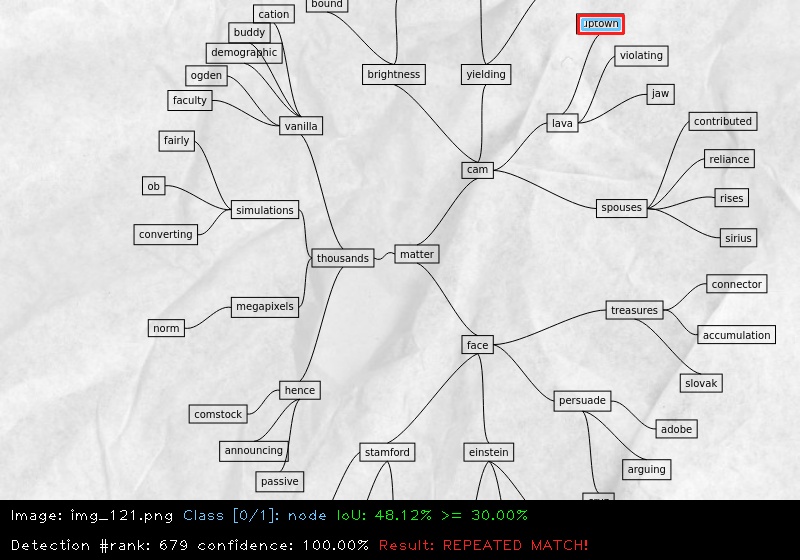 cation
bound
uptown
buddy
demographic
violating
ogden
brightness
yielding
faculty
jaw
vanilla
lava
contributed
fairly
reliance
cam
ob
simulations
rises
spouses
converting
sirius
thousands
matter
connector
megapixels
treasures
norm
accumulation
face
slovak
hence
persuade
comstock
adobe
announcing
stamford
einstein
arguing
passive
Image: img_121.png Class [0/1]: node IoU: 48.12% >= 30.00%
Detection #rank: 679 confidence: 100.00% Result: REPEATED MATCH!